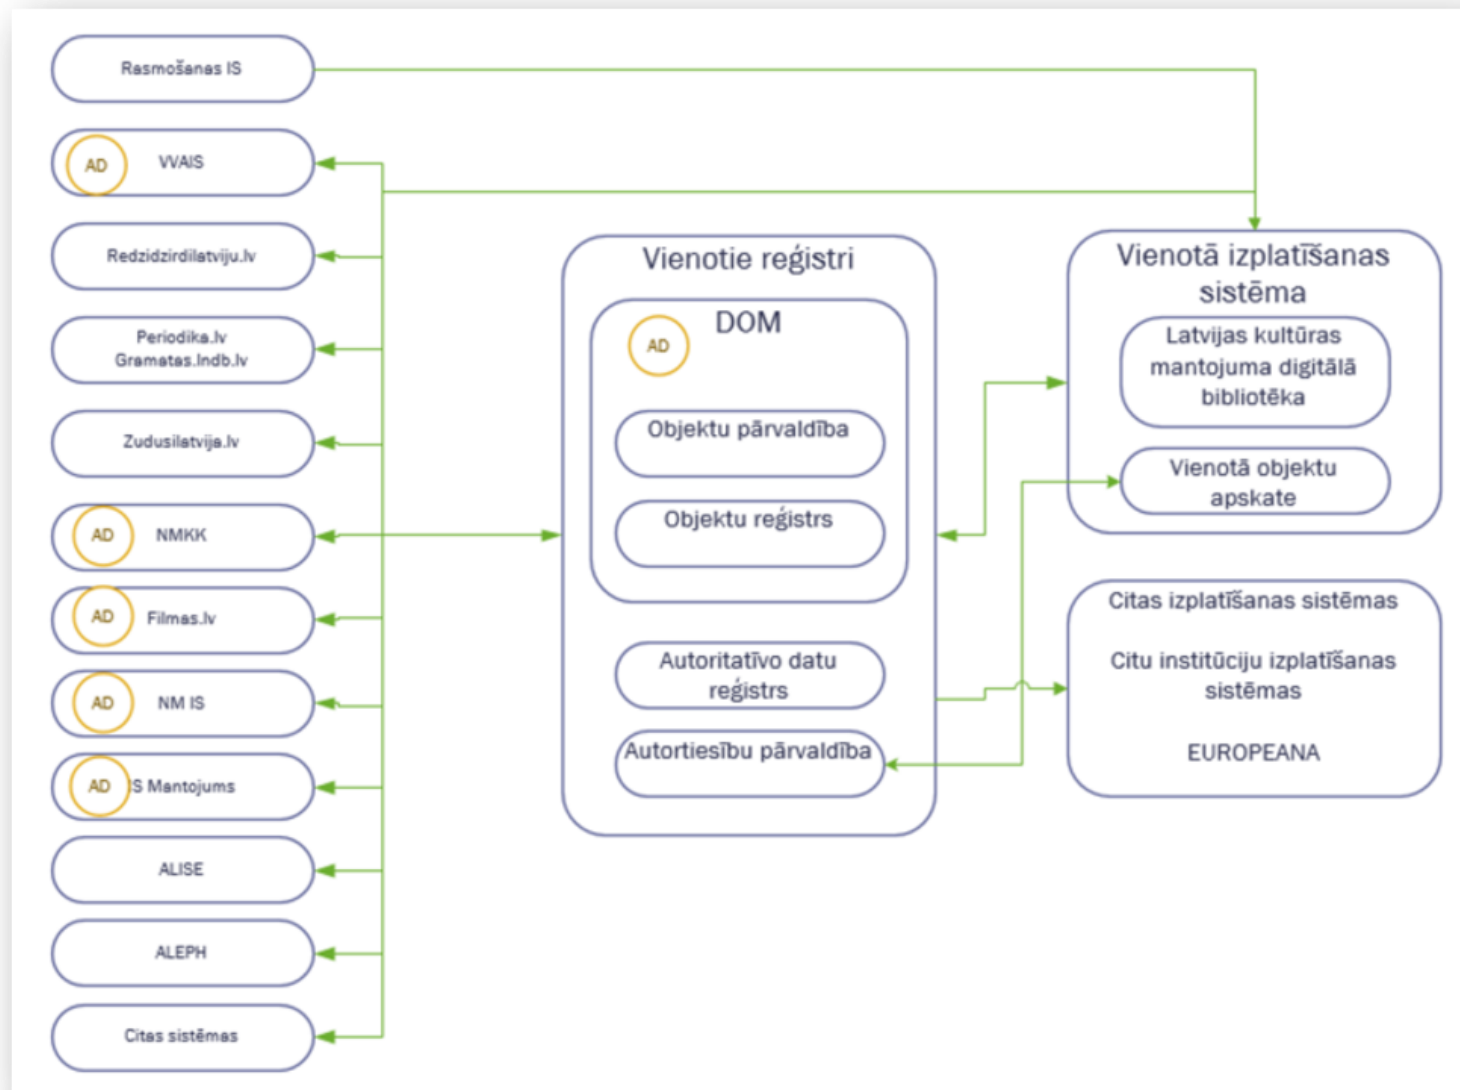 Rasmošanas IS
AD VVAIS
Redzidzirdilatviju.lv
Periodika.lv
Gramatas.lndb.lv
Zudusilatvija.lv
AD NMKK
AD Filmas.lv
AD NM IS
AD IS Mantojums
ALISE
ALEPH
Citas sistēmas
Vienotie reģistri
DOM
AD
Objektu pārvaldība
Objektu reģistrs
Autoritatīvo datu
reģistrs
Autortiesību pārvaldība
Vienotā izplatīšanas
sistēma
Latvijas kultūras
mantojuma digitālā
bibliotēka
Vienotā objektu
apskate
Citas izplatīšanas sistēmas
Citu institūciju izplatīšanas
sistēmas
EUROPEANA